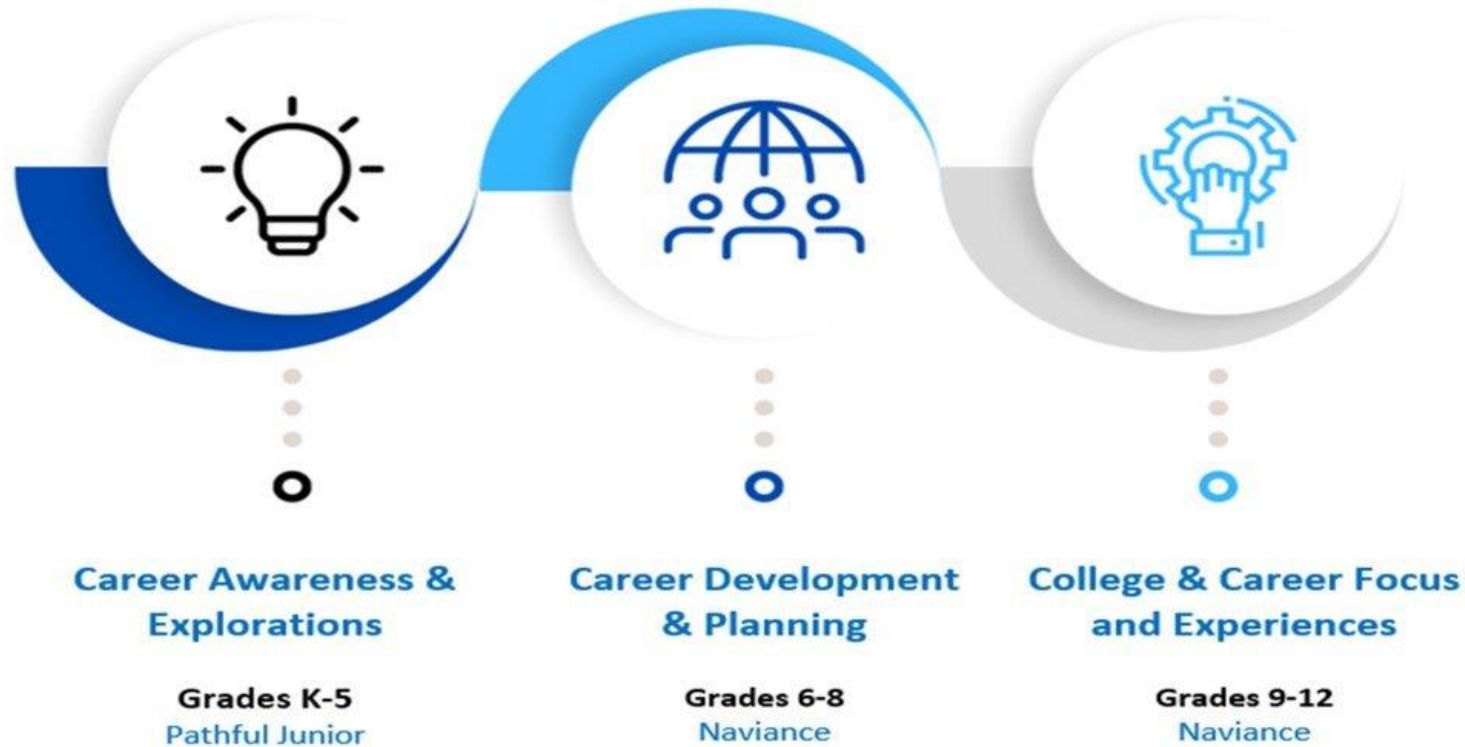 Career Awareness &
Explorations
Grades K-5
Pathful Junior
Career Development
& Planning
Grades 6-8
Naviance
College & Career Focus
and Experiences
Grades 9-12
Naviance